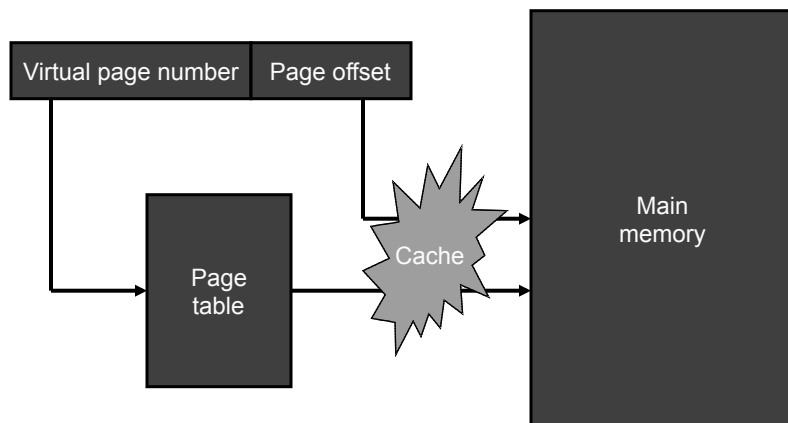 Virtual page number
Page offset
Main
memory
Cache
Page
table